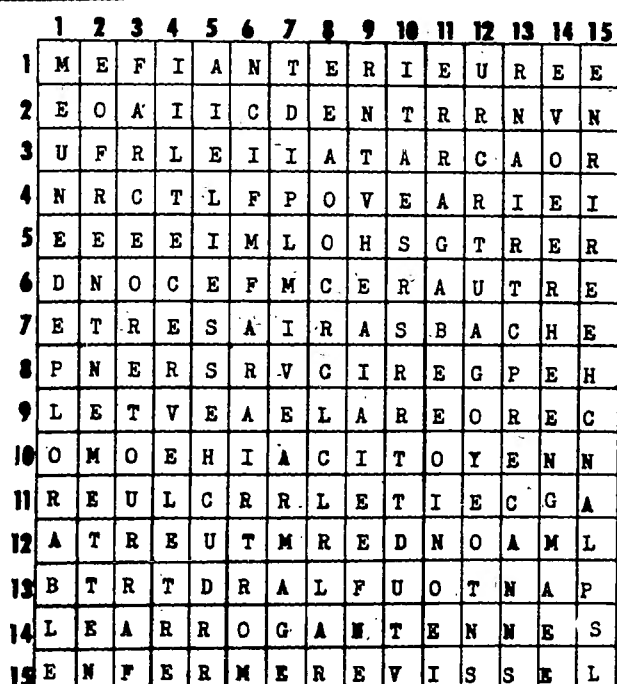 1 2 3 4 5 6 7 8 9 10 11 12 13 14 15
1 M E F I A N T E R I E U R E E
2 E O A I I C D E N T R R N V N
3 U F R L E I I A T A R C A O R
4 N R C T L F P O V E A R I E I
5 E E E E I M L O H S G T R E R
6 D N O C E F M C E R A U T R E
7 E T R E S A I R A S B A C H E
8 P N E R S R V C I R E G P E H
9 L E T V E A E L A R E O R E C
10 O M O E H I A C I T O Y E N N
11 R E U L C R R L E T I E C G A
12 A T R E U T M R E D N O A M L
13 B T R T D R A L F U O T N A P
14 L E A R R O G A N T E N N E S
15 E N F E R M E R E V I S S E L